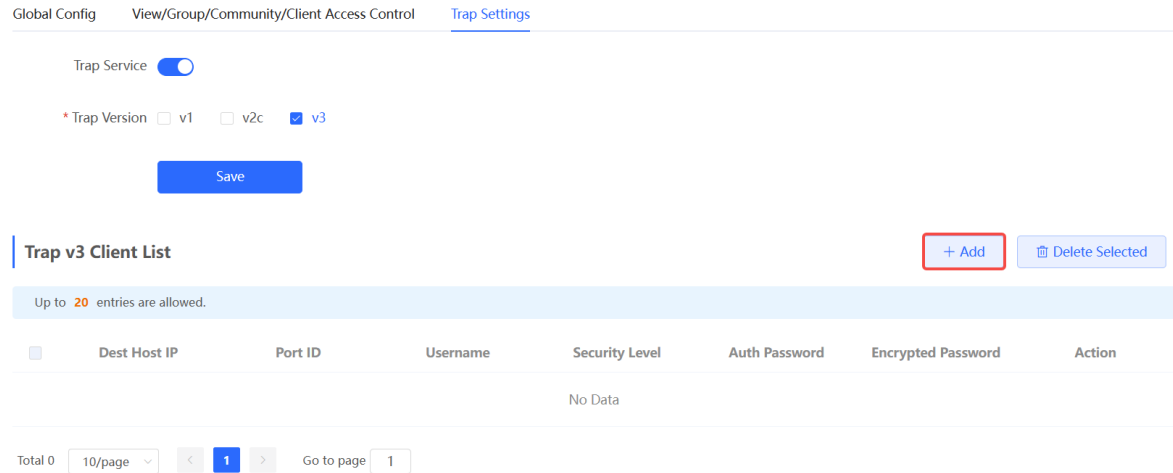 Global Config View/Group/Community/Client Access Control Trap Settings
Trap Service
* Trap Version v1 v2c v3
Save
Trap v3 Client List + Add Delete Selected
Up to 20 entries are allowed.
Dest Host IP Port ID Username Security Level Auth Password Encrypted Password Action
No Data
Total 0 10/page < 1 > Go to page 1